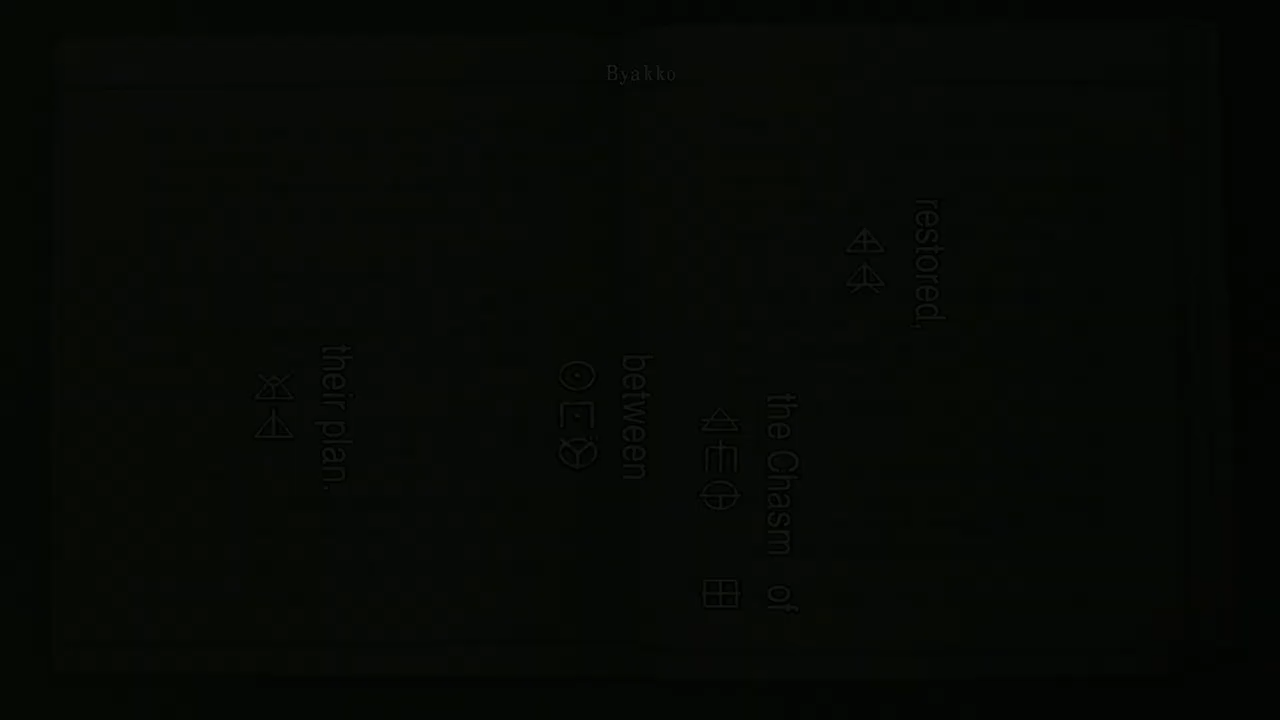 Byakko
restored,
the Chasm of
between
their plan.